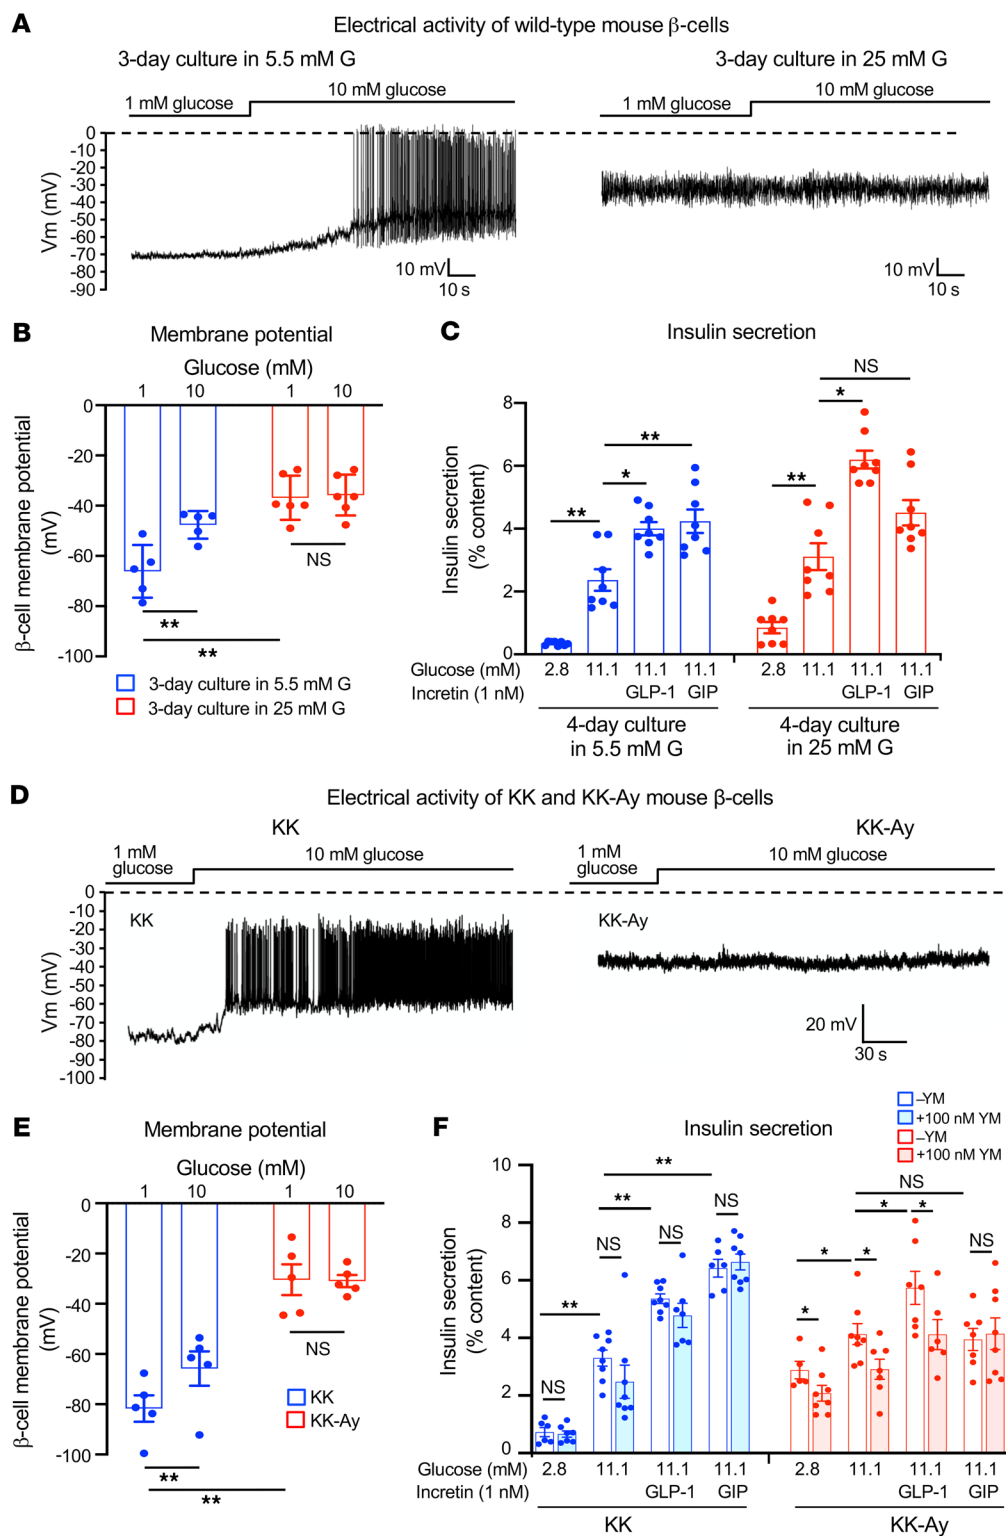 A
Electrical activity of wild-type mouse β-cells
3-day culture in 5.5 mM G
3-day culture in 25 mM G
1 mM glucose
10 mM glucose
1 mM glucose
10 mM glucose
Vm (mV)
0
-10
-20
-30
-40
-50
-60
-70
-80
-90
10 mV
10 s
10 mV
10 s
B
Membrane potential
Glucose (mM)
1 10 1 10
β-cell membrane potential
(mV)
0
-20
-40
-60
-80
-100
NS
**
**
3-day culture in 5.5 mM G
3-day culture in 25 mM G
C
Insulin secretion
Insulin secretion
(% content)
8
6
4
2
0
**
*
**
**
*
NS
Glucose (mM) 2.8 11.1 11.1 11.1 2.8 11.1 11.1 11.1
Incretin (1 nM) GLP-1 GIP GLP-1 GIP
4-day culture
in 5.5 mM G
4-day culture
in 25 mM G
D
Electrical activity of KK and KK-Ay mouse β-cells
KK
KK-Ay
1 mM
glucose
10 mM glucose
1 mM
glucose
10 mM glucose
KK
KK-Ay
Vm (mV)
0
-10
-20
-30
-40
-50
-60
-70
-80
-90
-100
20 mV
30 s
E
Membrane potential
Glucose (mM)
1 10 1 10
β-cell membrane potential
(mV)
0
-20
-40
-60
-80
-100
NS
**
**
KK
KK-Ay
F
Insulin secretion
–YM
+100 nM YM
–YM
+100 nM YM
Insulin secretion
(% content)
10
8
6
4
2
0
NS
**
NS
**
NS
**
NS
*
*
*
*
*
NS
NS
Glucose (mM) 2.8 11.1 11.1 11.1 2.8 11.1 11.1 11.1
Incretin (1 nM) GLP-1 GIP GLP-1 GIP
KK
KK-Ay